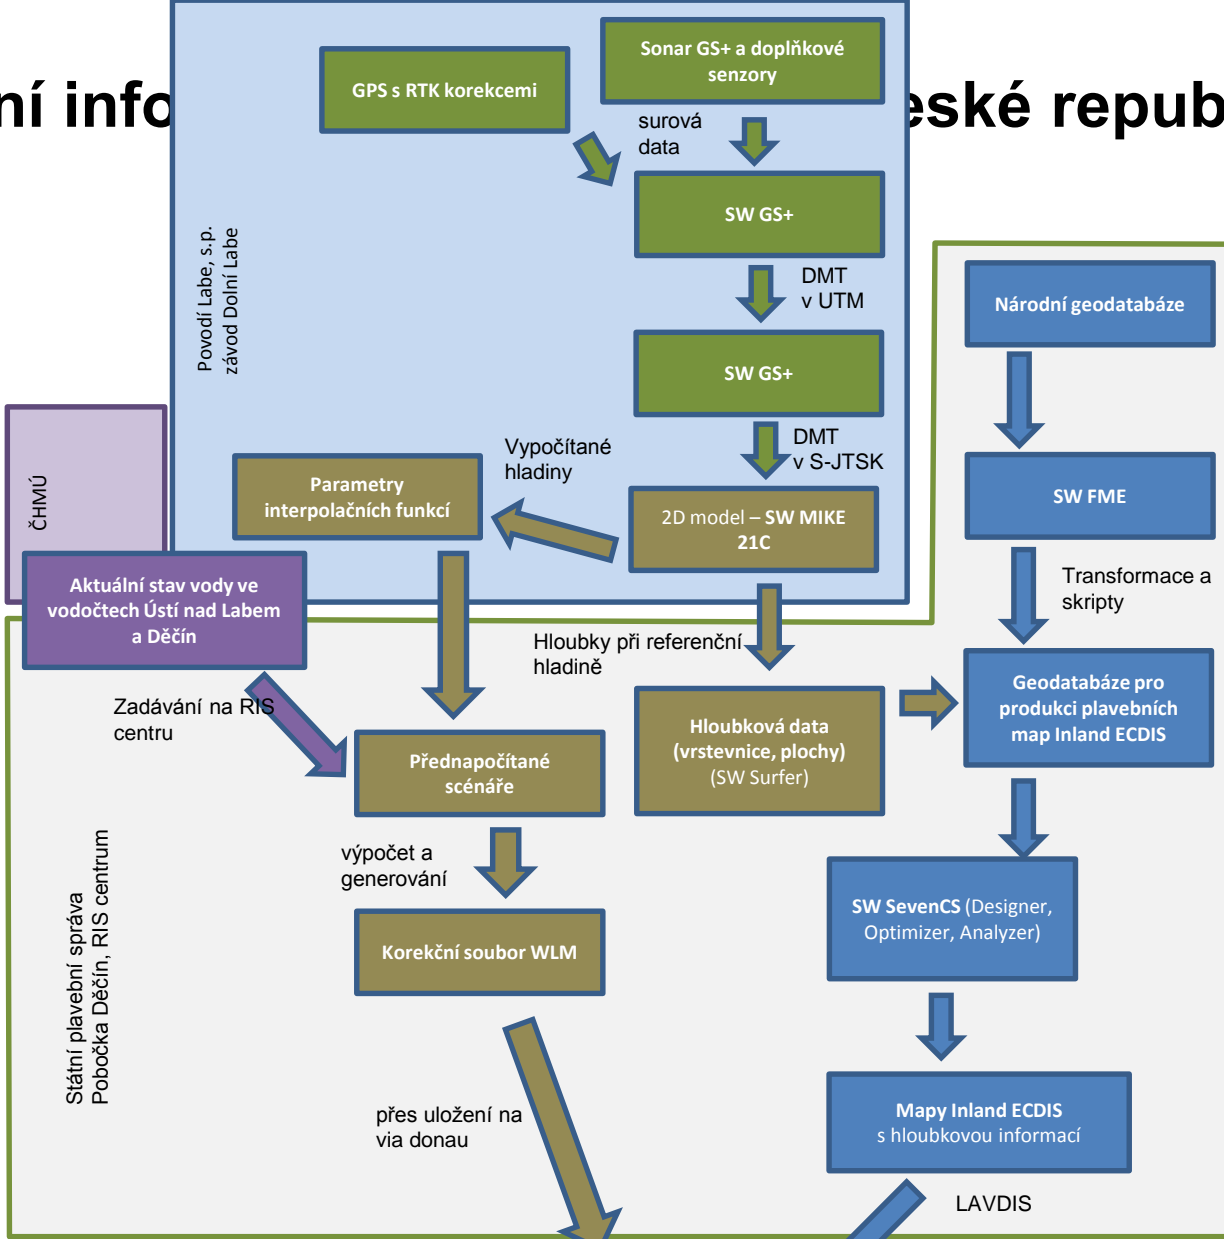 Sonar GS+ a doplňkové
senzory
GPS s RTK korekcemi
ní info
eské repub
surová
data
SW GS+
Povodí Labe, s.p.
závod Dolní Labe
DMT
v UTM
Národní geodatabáze
SW GS+
DMT
v S-JTSK
Vypočítané
hladiny
ČHMÚ
Parametry
interpolačních funkcí
2D model – SW MIKE
21C
SW FME
Aktuální stav vody ve
vodočtech Ústí nad Labem
a Děčín
Transformace a
skripty
Hloubky při referenční
hladině
Zadávání na RIS
centru
Geodatabáze pro
produkci plavebních
map Inland ECDIS
Hloubková data
(vrstevnice, plochy)
(SW Surfer)
Přednapočítané
scénáře
výpočet a
generování
Státní plavební správa
Pobočka Děčín, RIS centrum
SW SevenCS (Designer,
Optimizer, Analyzer)
Korekční soubor WLM
přes uložení na
via donau
Mapy Inland ECDIS
s hloubkovou informací
LAVDIS